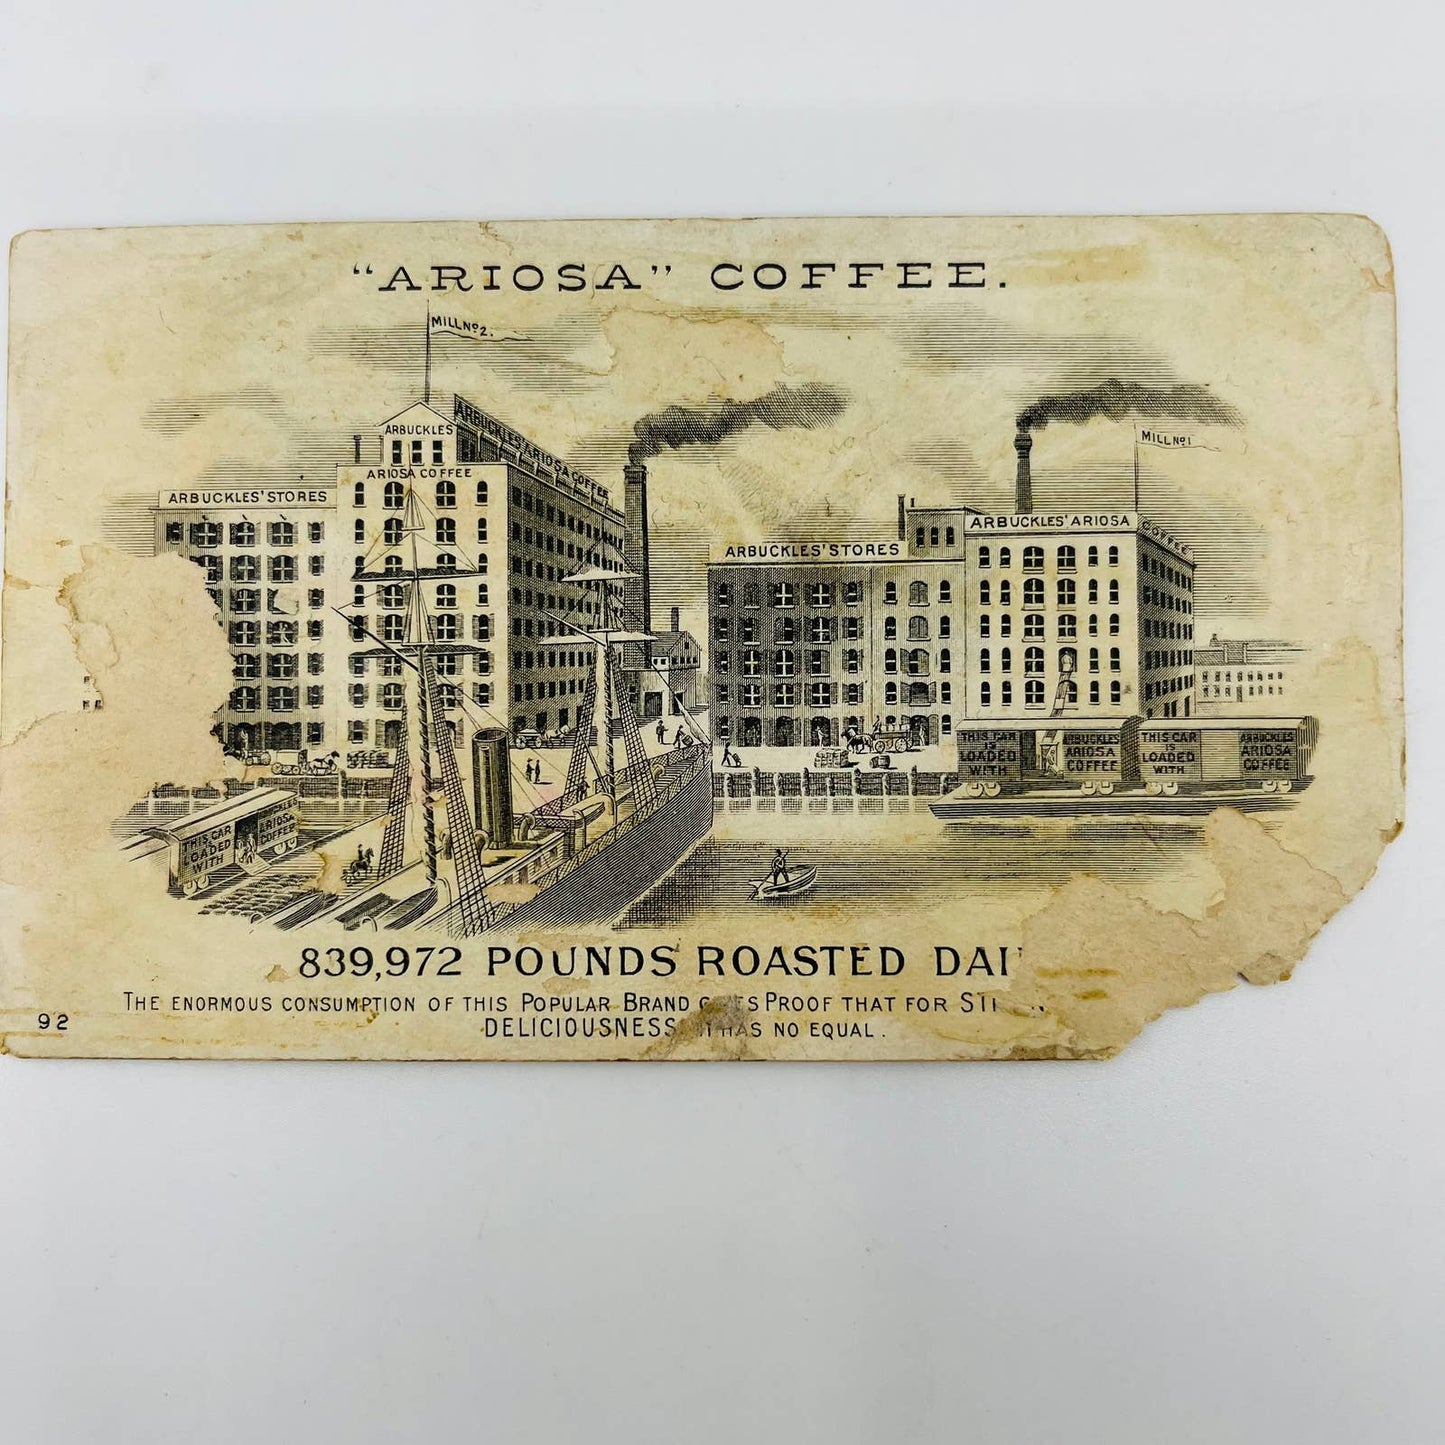 "ARIOSA" COFFEE.
MILL No 2.
ARBUCKLES
ARBUCKLES' ARIOSA COFFEE
ARIOSA COFFEE
ARBUCKLES' STORES
MILL No 1
ARBUCKLES' ARIOSA COFFEE
ARBUCKLES' STORES
THIS CAR
IS
LOADED
WITH
ARBUCKLES
ARIOSA
COFFEE
THIS CAR
IS
LOADED
WITH
ARBUCKLES
ARIOSA
COFFEE
THIS CAR
IS
LOADED
WITH
ARBUCKLES
ARIOSA
COFFEE
839,972 POUNDS ROASTED
THE ENORMOUS CONSUMPTION OF THIS POPULAR BRAND PROOF THAT FOR
DELICIOUSNESS HAS NO EQUAL.
92